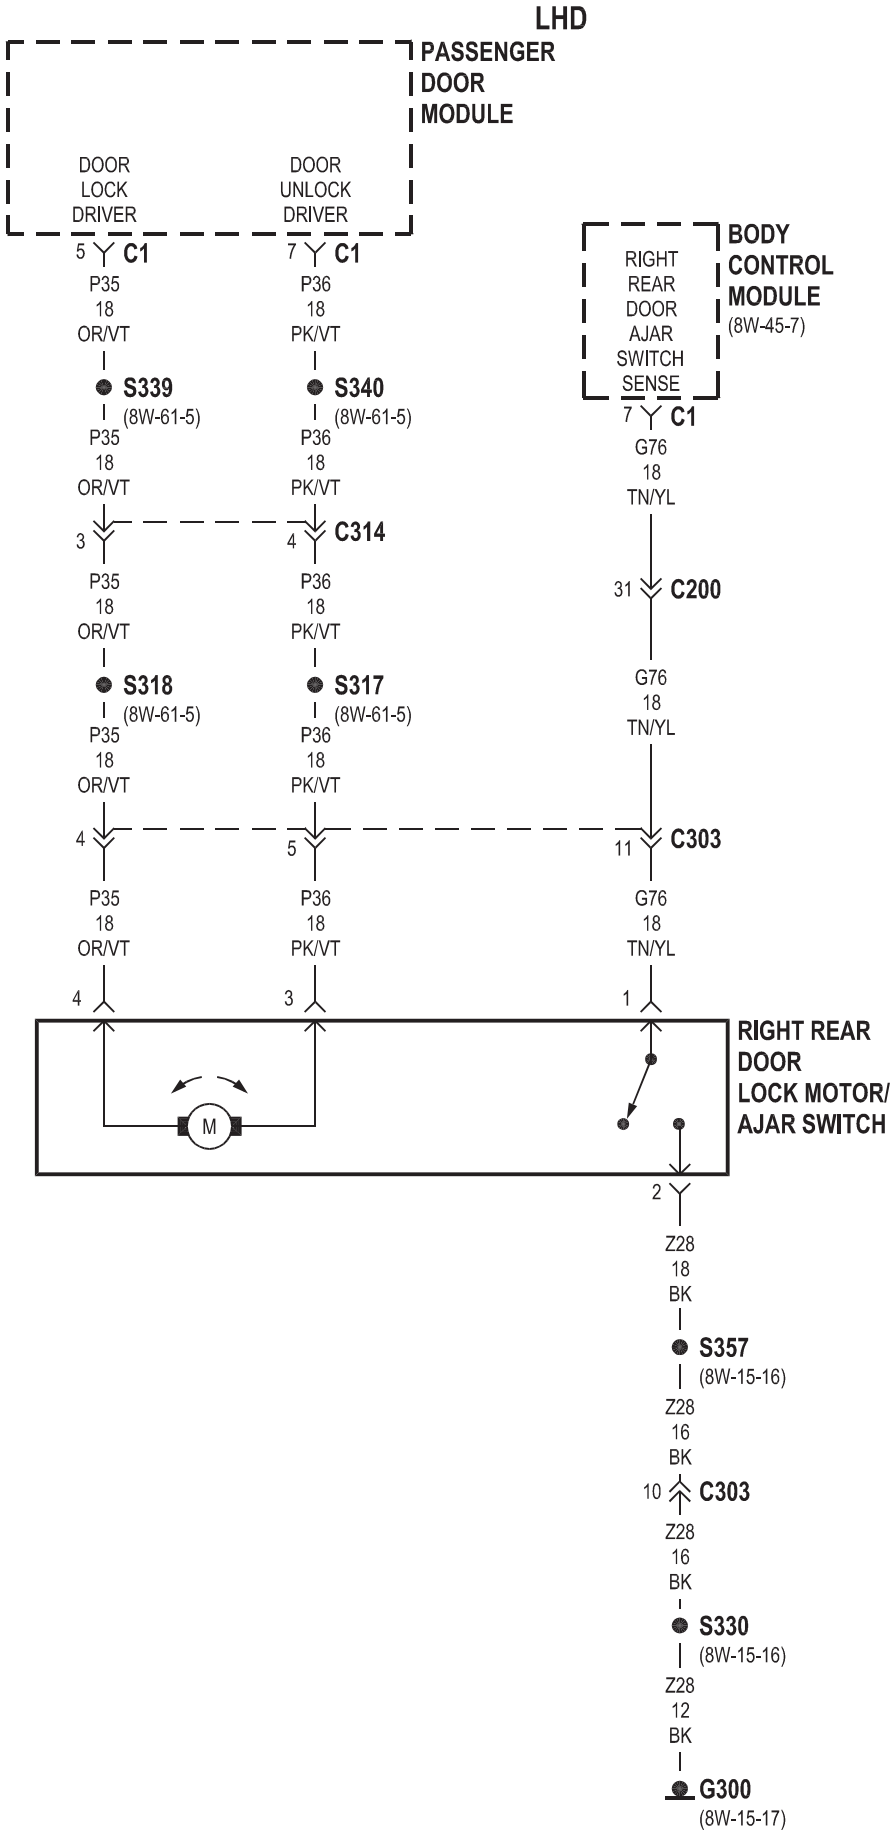 LHD
PASSENGER
DOOR
MODULE
DOOR
LOCK
DRIVER
DOOR
UNLOCK
DRIVER
5 C1
7 C1
BODY
CONTROL
MODULE
(8W-45-7)
RIGHT
REAR
DOOR
AJAR
SWITCH
SENSE
7 C1
P35
18
OR/VT
P36
18
PK/VT
S339
(8W-61-5)
S340
(8W-61-5)
P35
18
OR/VT
P36
18
PK/VT
G76
18
TN/YL
3
4
C314
31 C200
P35
18
OR/VT
P36
18
PK/VT
S318
(8W-61-5)
S317
(8W-61-5)
G76
18
TN/YL
P35
18
OR/VT
P36
18
PK/VT
4
5
11
C303
P35
18
OR/VT
P36
18
PK/VT
G76
18
TN/YL
4
3
1
RIGHT REAR
DOOR
LOCK MOTOR/
AJAR SWITCH
M
2
Z28
18
BK
S357
(8W-15-16)
Z28
16
BK
10 C303
Z28
16
BK
S330
(8W-15-16)
Z28
12
BK
G300
(8W-15-17)